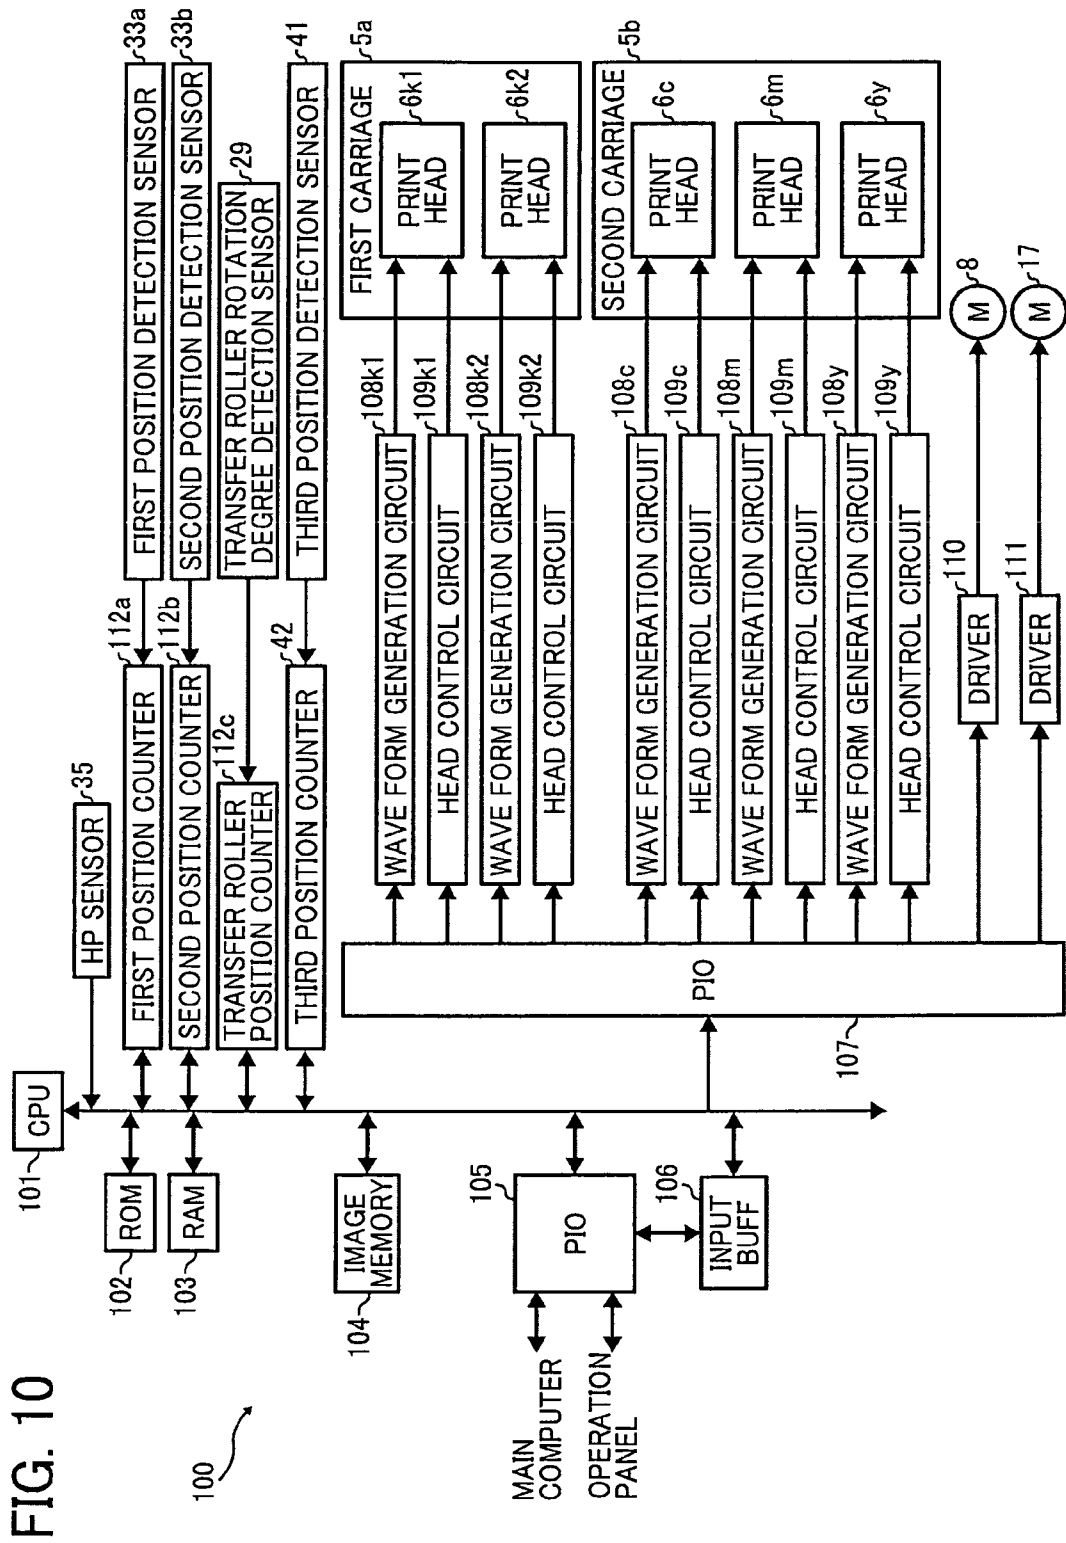 FIG. 10
100
CPU
101
ROM
102
RAM
103
IMAGE
MEMORY
104
PIO
105
INPUT
BUFF
106
MAIN
COMPUTER
OPERATION
PANEL
HP SENSOR
35
FIRST POSITION COUNTER
112a
FIRST POSITION DETECTION SENSOR
33a
SECOND POSITION COUNTER
112b
SECOND POSITION DETECTION SENSOR
33b
TRANSFER ROLLER
POSITION COUNTER
112c
TRANSFER ROLLER ROTATION
DEGREE DETECTION SENSOR
29
THIRD POSITION COUNTER
42
THIRD POSITION DETECTION SENSOR
41
PIO
107
WAVE FORM GENERATION CIRCUIT
108k1
HEAD CONTROL CIRCUIT
109k1
WAVE FORM GENERATION CIRCUIT
108k2
HEAD CONTROL CIRCUIT
109k2
FIRST CARRIAGE
5a
PRINT
HEAD
6k1
PRINT
HEAD
6k2
WAVE FORM GENERATION CIRCUIT
108c
HEAD CONTROL CIRCUIT
109c
WAVE FORM GENERATION CIRCUIT
108m
HEAD CONTROL CIRCUIT
109m
WAVE FORM GENERATION CIRCUIT
108y
HEAD CONTROL CIRCUIT
109y
SECOND CARRIAGE
5b
PRINT
HEAD
6c
PRINT
HEAD
6m
PRINT
HEAD
6y
DRIVER
110
M
8
DRIVER
111
M
17